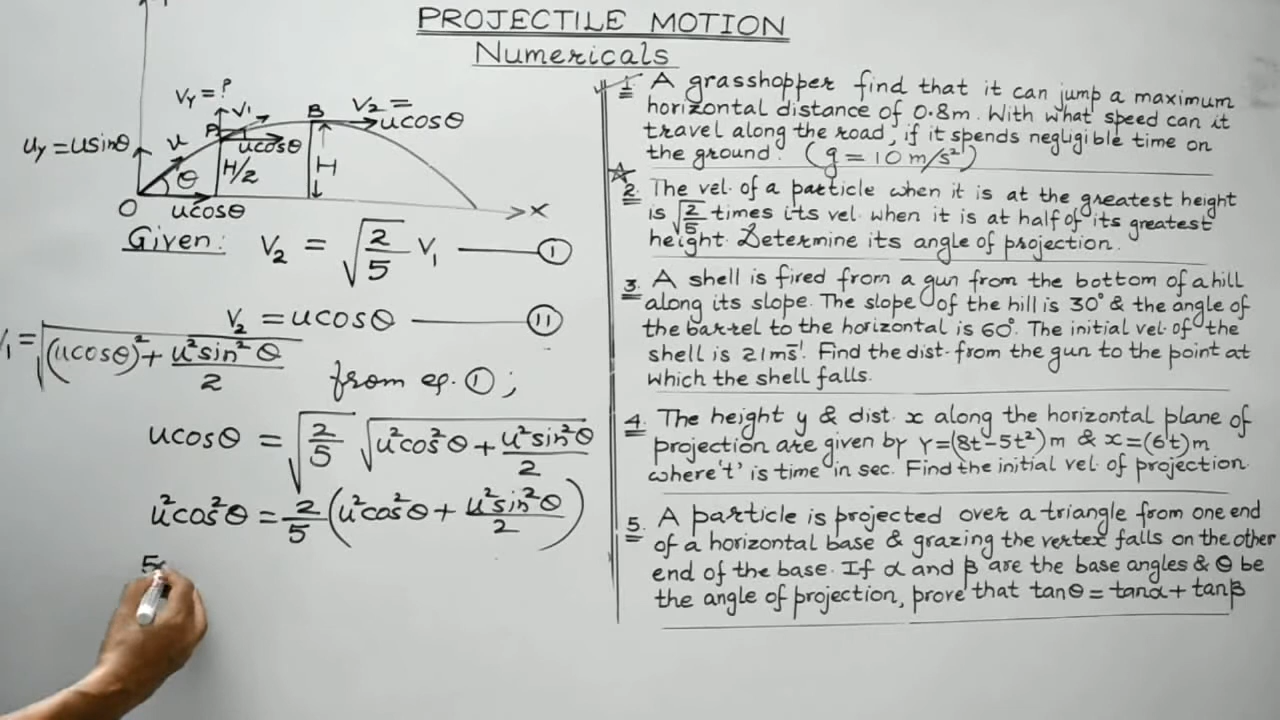 PROJECTILE MOTION
Numericals
Vy = ?
V1
B
V2 =
ucosθ
uy = usinθ
u
P
ucosθ
θ
H/2
H
O
ucosθ
X
Given: V2 = √(2/5) V1 — (I)
V2 = ucosθ — (II)
V1 = √((ucosθ)² + u²sin²θ/2)
from eq. (I);
ucosθ = √(2/5) √(u²cos²θ + u²sin²θ/2)
u²cos²θ = 2/5 (u²cos²θ + u²sin²θ/2)
5
1. A grasshopper find that it can jump a maximum
horizontal distance of 0.8m. With what speed can it
travel along the road, if it spends negligible time on
the ground. (g = 10 m/s²)
2. The vel. of a particle when it is at the greatest height
is √(2/5) times its vel. when it is at half of its greatest
height. Determine its angle of projection.
3. A shell is fired from a gun from the bottom of a hill
along its slope. The slope of the hill is 30° & the angle of
the barrel to the horizontal is 60°. The initial vel. of the
shell is 21ms⁻¹. Find the dist. from the gun to the point at
which the shell falls.
4. The height y & dist. x along the horizontal plane of
projection are given by Y=(8t-5t²)m & x=(6t)m
where 't' is time in sec. Find the initial vel. of projection.
5. A particle is projected over a triangle from one end
of a horizontal base & grazing the vertex falls on the other
end of the base. If α and β are the base angles & θ be
the angle of projection, prove that tanθ = tanα + tanβ